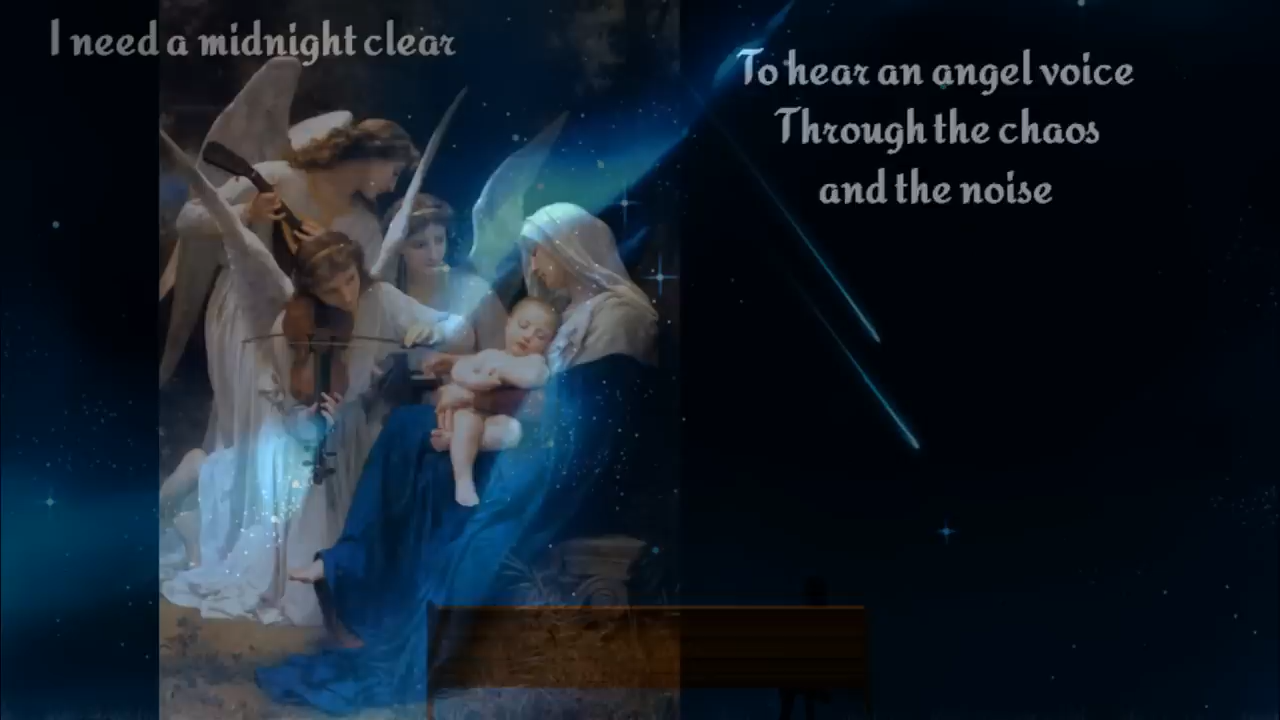 I need a midnight clear
To hear an angel voice
Through the chaos
and the noise